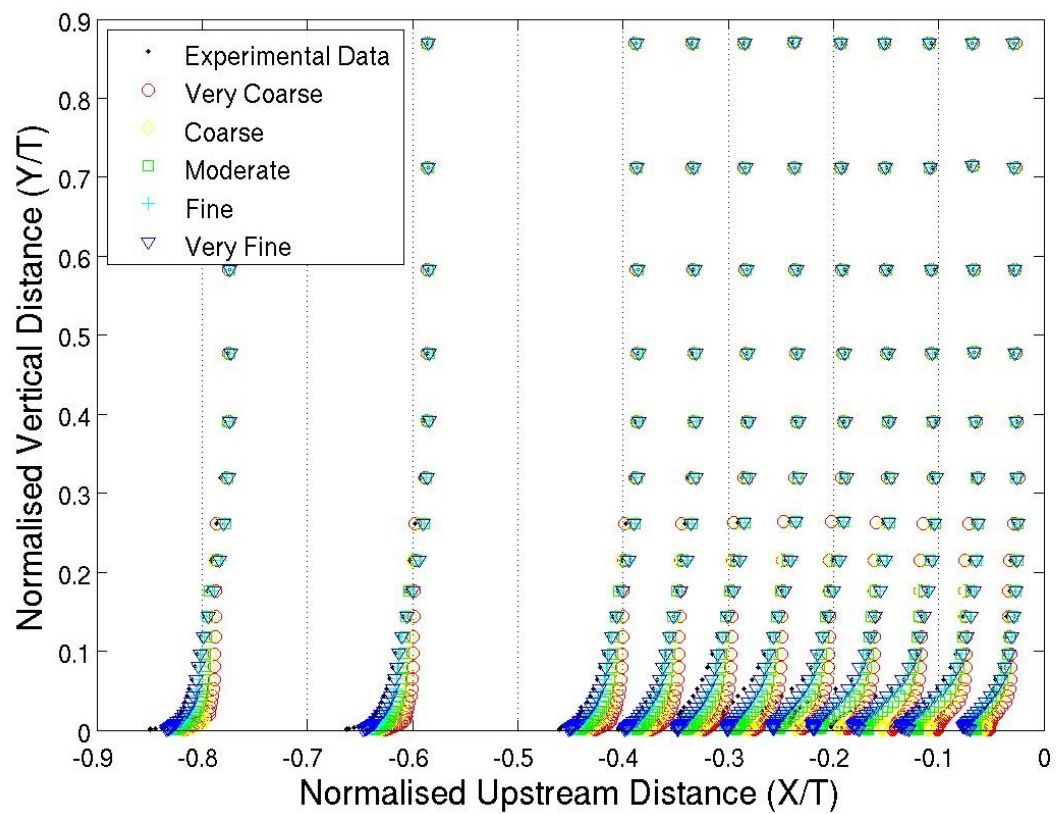 0.9
0.8
0.7
0.6
0.5
0.4
0.3
0.2
0.1
0
Normalised Vertical Distance (Y/T)
Experimental Data
Very Coarse
Coarse
Moderate
Fine
Very Fine
-0.9 -0.8 -0.7 -0.6 -0.5 -0.4 -0.3 -0.2 -0.1 0
Normalised Upstream Distance (X/T)